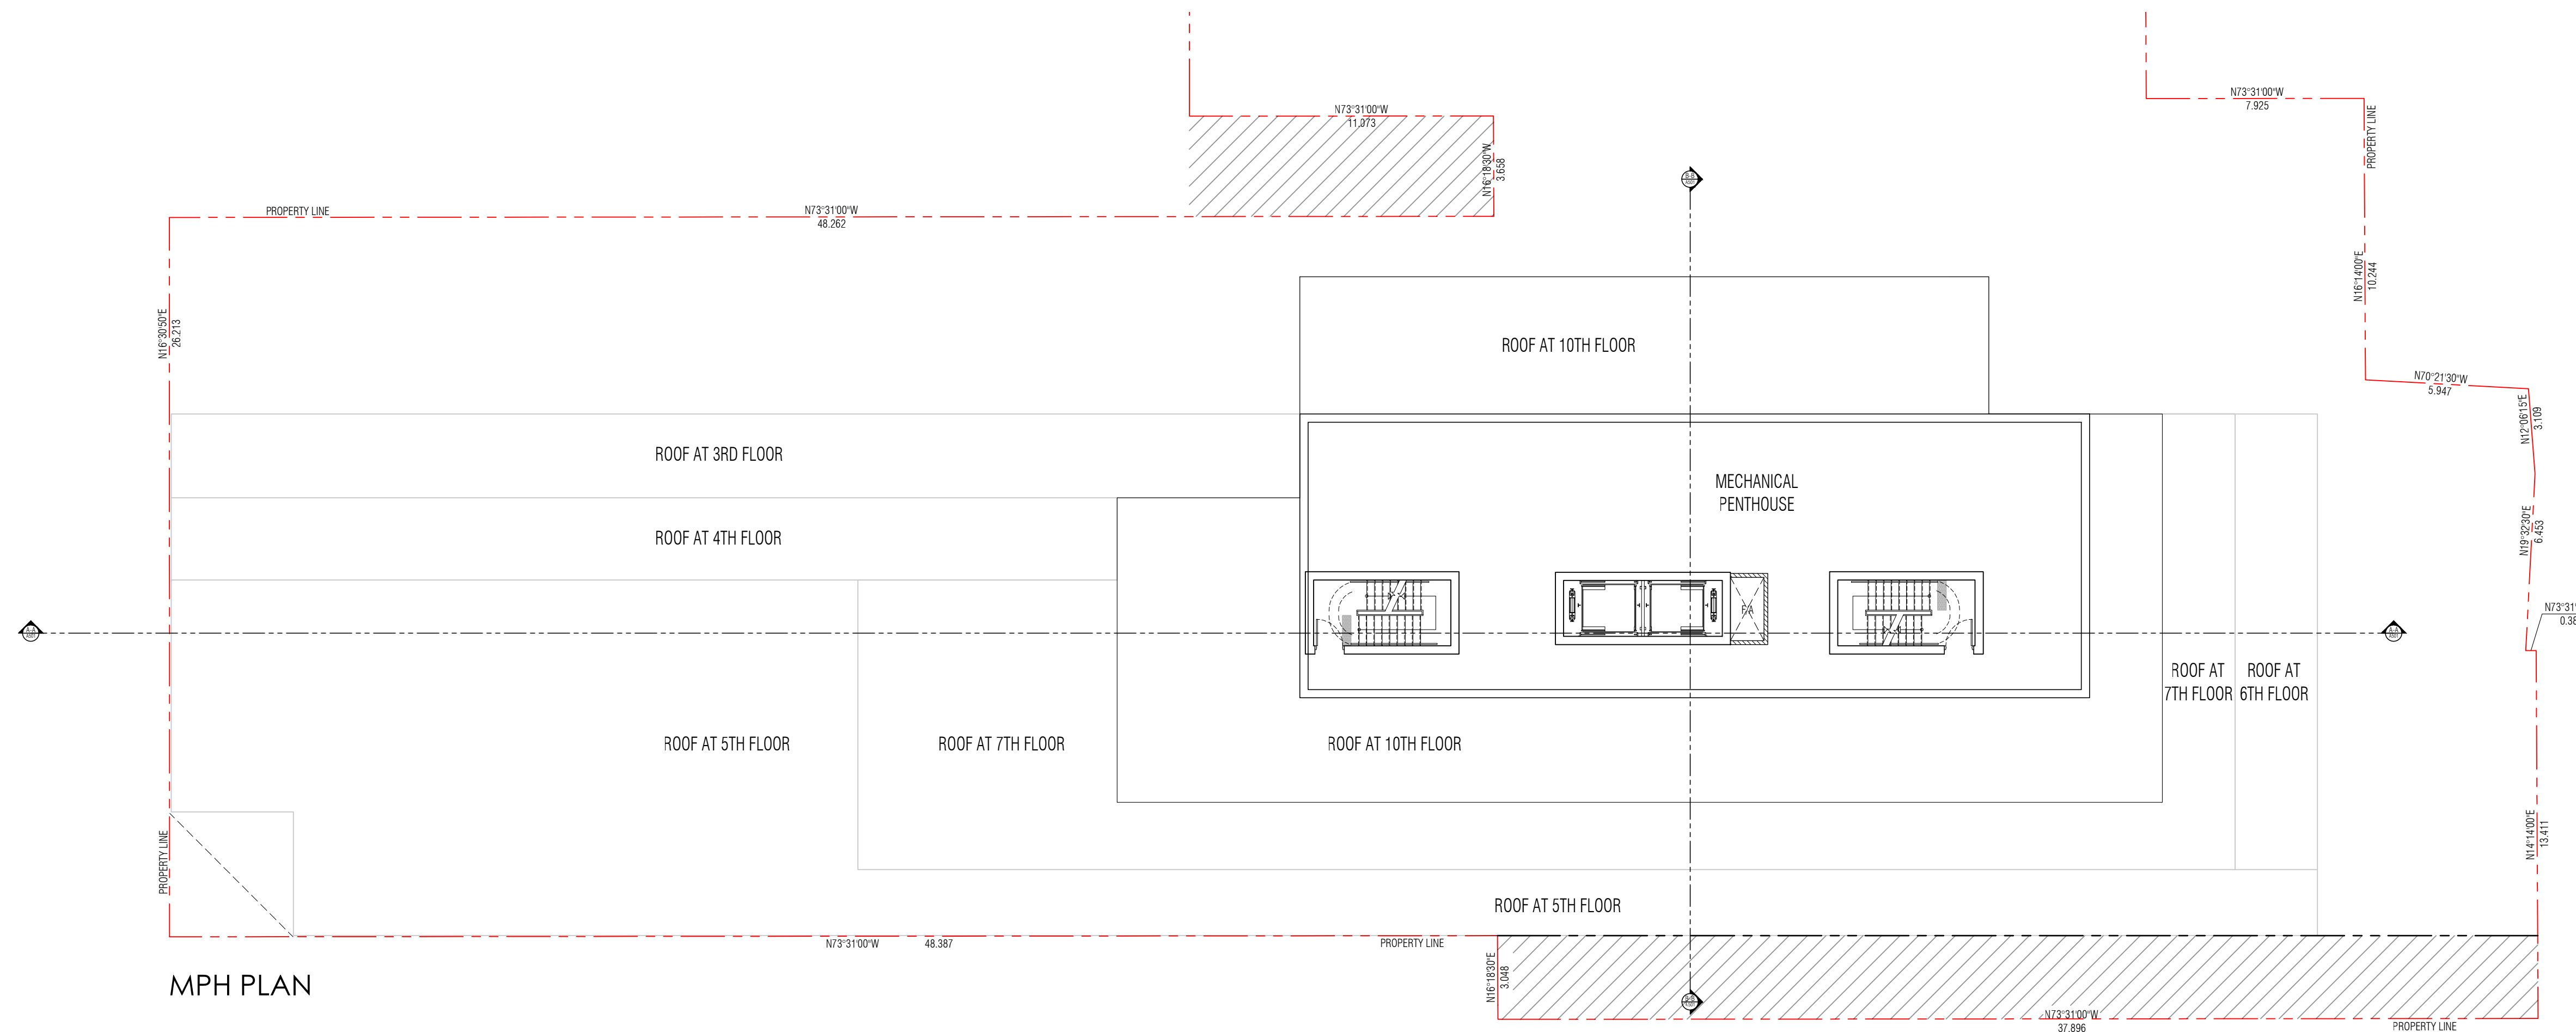 N73°31'00"W
7.925
PROPERTY LINE
N73°31'00"W
11.073
N16°18'30"W
3.658
PROPERTY LINE
N73°31'00"W
48.262
N16°14'00"E
10.244
N16°30'50"E
26.213
ROOF AT 10TH FLOOR
N70°21'30"W
5.947
N12°06'15"E
3.109
ROOF AT 3RD FLOOR
MECHANICAL
PENTHOUSE
ROOF AT 4TH FLOOR
N19°32'30"E
6.453
F/A
N73°31'
0.38
ROOF AT
7TH FLOOR
ROOF AT
6TH FLOOR
ROOF AT 5TH FLOOR
ROOF AT 7TH FLOOR
ROOF AT 10TH FLOOR
PROPERTY LINE
N14°14'00"E
13.411
ROOF AT 5TH FLOOR
N73°31'00"W
48.387
PROPERTY LINE
MPH PLAN
N16°18'30"E
3.048
N73°31'00"W
37.896
PROPERTY LINE